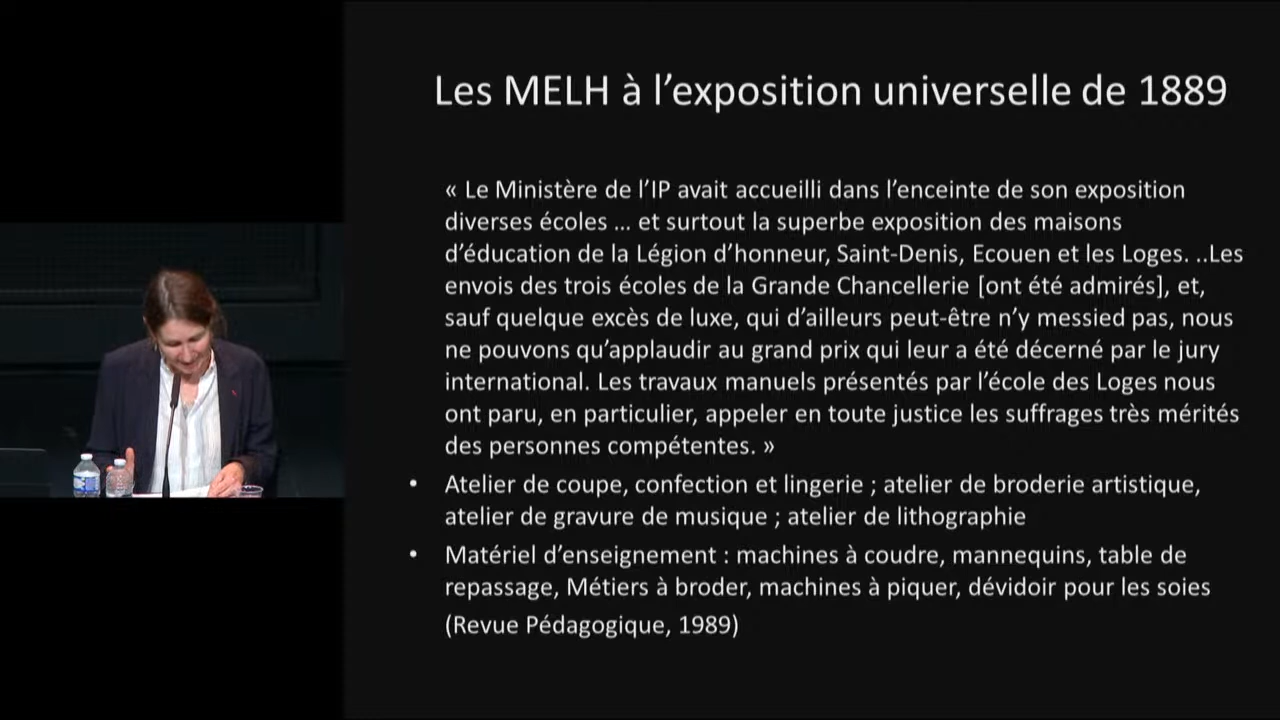 Les MELH à l’exposition universelle de 1889
« Le Ministère de l’IP avait accueilli dans l’enceinte de son exposition
diverses écoles ... et surtout la superbe exposition des maisons
d’éducation de la Légion d’honneur, Saint-Denis, Ecouen et les Loges. ..Les
envois des trois écoles de la Grande Chancellerie [ont été admirés], et,
sauf quelque excès de luxe, qui d’ailleurs peut-être n’y messied pas, nous
ne pouvons qu’applaudir au grand prix qui leur a été décerné par le jury
international. Les travaux manuels présentés par l’école des Loges nous
ont paru, en particulier, appeler en toute justice les suffrages très mérités
des personnes compétentes. »
• Atelier de coupe, confection et lingerie ; atelier de broderie artistique,
atelier de gravure de musique ; atelier de lithographie
• Matériel d’enseignement : machines à coudre, mannequins, table de
repassage, Métiers à broder, machines à piquer, dévidoir pour les soies
(Revue Pédagogique, 1989)